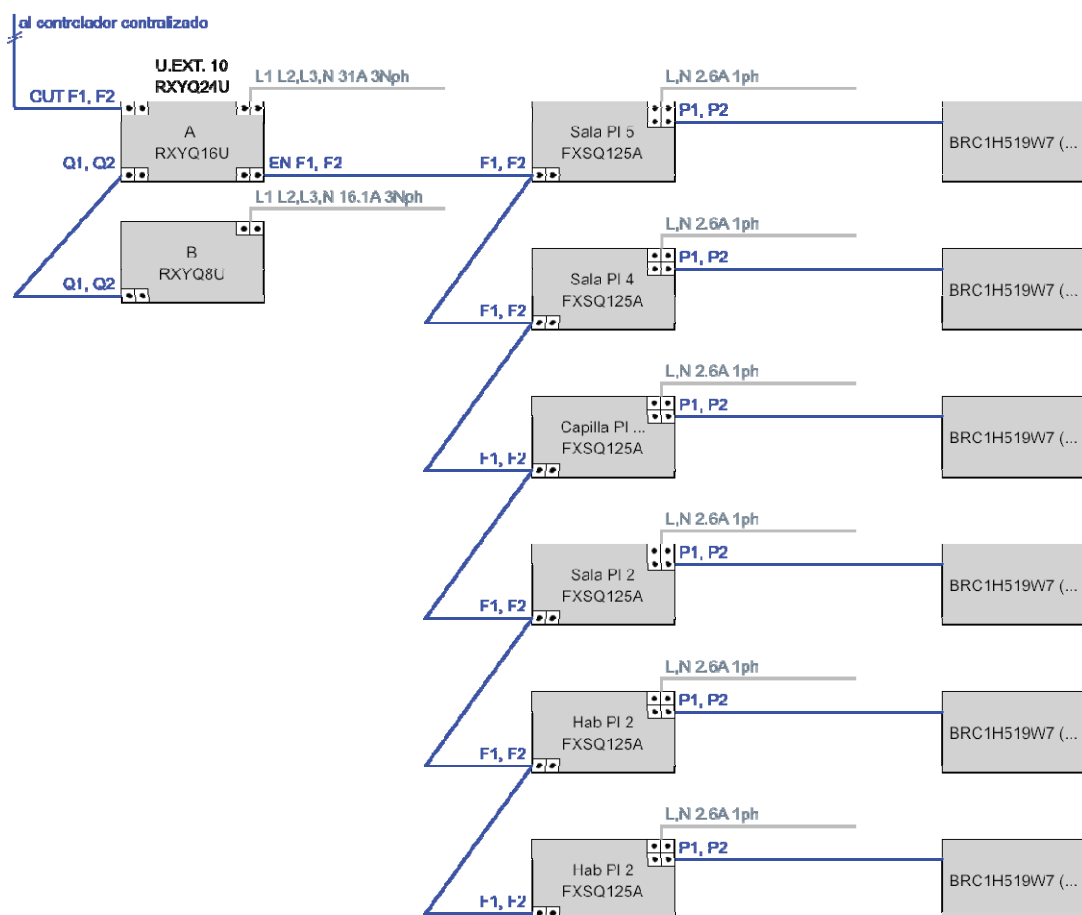 al controlador centralizado
U.EXT. 10
RXYQ24U
L1 L2,L3,N 31A 3Nph
OUT F1, F2
A
RXYQ16U
Q1, Q2
EN F1, F2
L1 L2,L3,N 16.1A 3Nph
B
RXYQ8U
Q1, Q2
L,N 2.6A 1ph
P1, P2
Sala Pl 5
FXSQ125A
F1, F2
BRC1H519W7 (...
L,N 2.6A 1ph
P1, P2
Sala Pl 4
FXSQ125A
F1, F2
BRC1H519W7 (...
L,N 2.6A 1ph
P1, P2
Capilla Pl ...
FXSQ125A
F1, F2
BRC1H519W7 (...
L,N 2.6A 1ph
P1, P2
Sala Pl 2
FXSQ125A
F1, F2
BRC1H519W7 (...
L,N 2.6A 1ph
P1, P2
Hab Pl 2
FXSQ125A
F1, F2
BRC1H519W7 (...
L,N 2.6A 1ph
P1, P2
Hab Pl 2
FXSQ125A
F1, F2
BRC1H519W7 (...